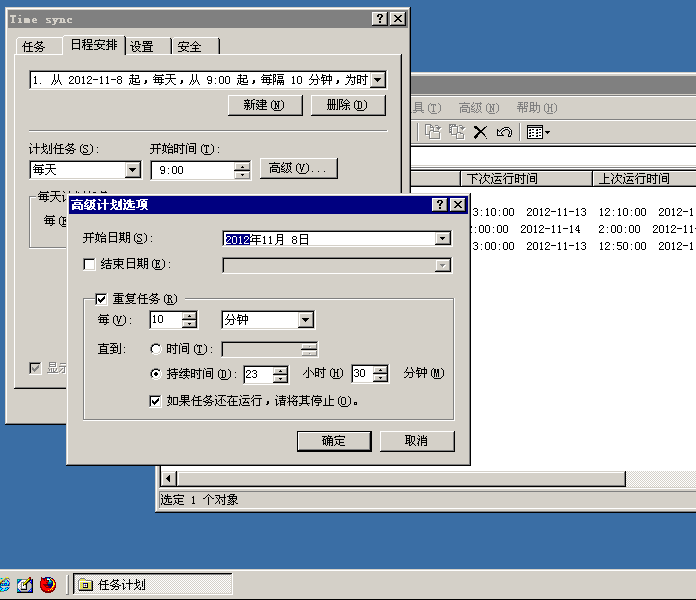 Time sync
任务 日程安排 设置 安全
1. 从 2012-11-8 起，每天，从 9:00 起，每隔 10 分钟，为时
新建(N) 删除(D)
计划任务(S): 开始时间(T):
每天 9:00 高级(V)...
每(E
显示
具(T) 高级(N) 帮助(H)
下次运行时间 上次运行时间
3:10:00 2012-11-13 12:10:00 2012-1
:00:00 2012-11-14 2:00:00 2012-11-
3:00:00 2012-11-13 12:50:00 2012-1
选定 1 个对象
高级计划选项
开始日期(S): 2012年11月 8日
结束日期(E):
重复任务(R)
每(V): 10 分钟
直到: 时间(T):
持续时间(D): 23 小时(H) 30 分钟(M)
如果任务还在运行，请将其停止(O)。
确定 取消
任务计划